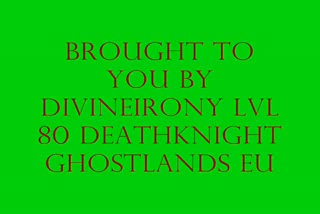 BROUGHT TO
YOU BY
DIVINEIRONY LVL
80 DEATHKNIGHT
GHOSTLANDS EU